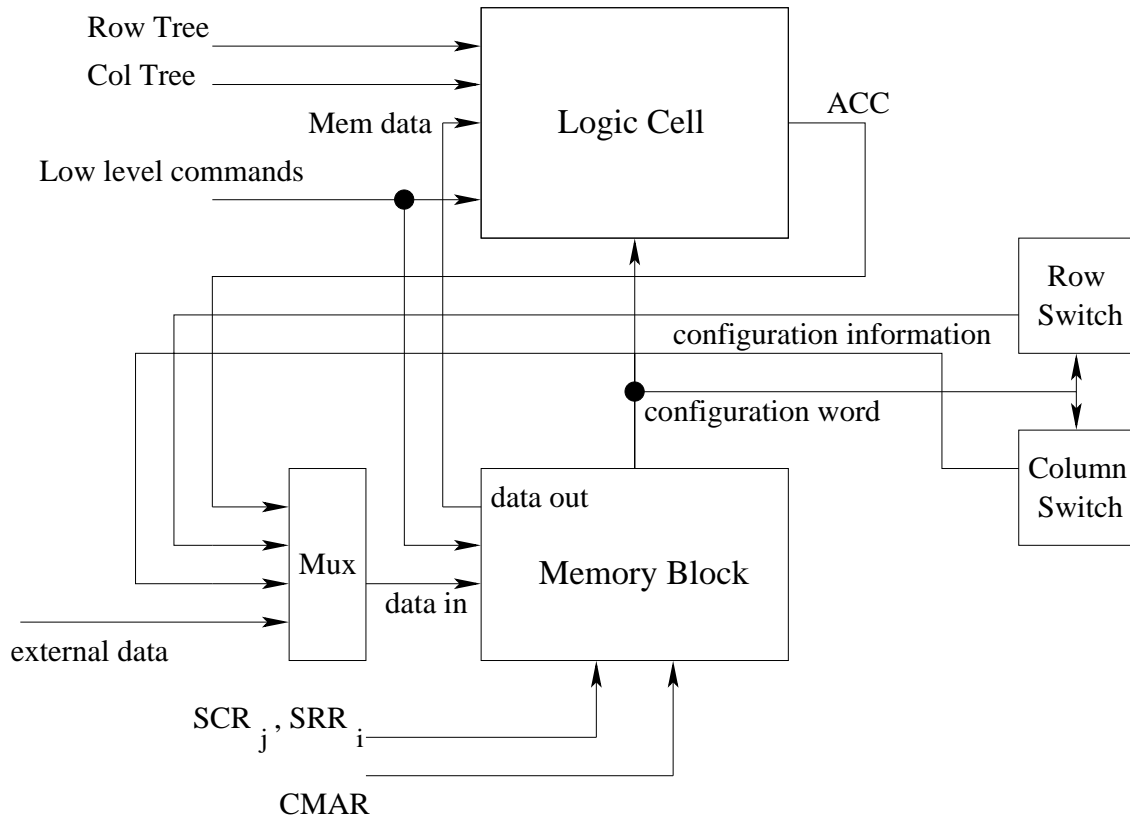 Row Tree
Col Tree
Mem data
Low level commands
Logic Cell
ACC
Row
Switch
configuration information
configuration word
Column
Switch
data out
Mux
Memory Block
data in
external data
SCR j , SRR i
CMAR